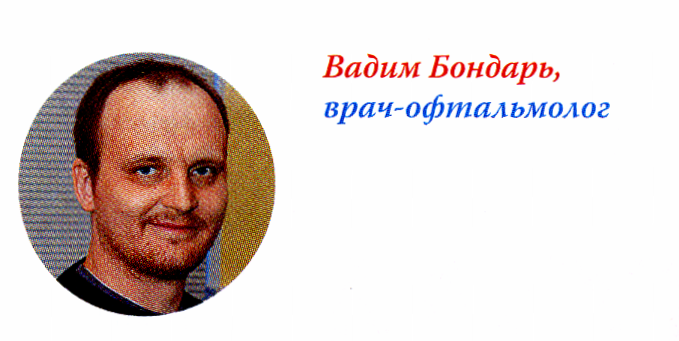 Вадим Бондарь,
врач-офтальмолог